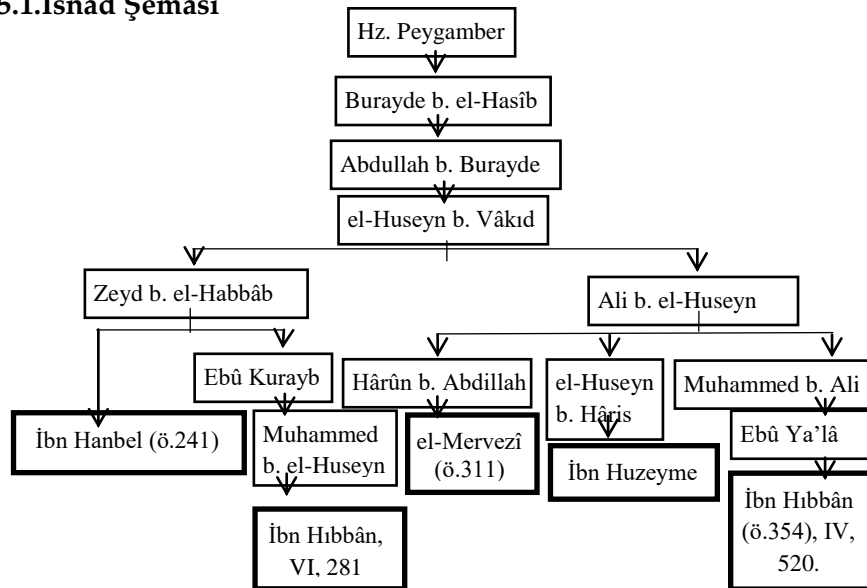 5.1.İsnad Şeması
Hz. Peygamber
Burayde b. el-Hasîb
Abdullah b. Burayde
el-Huseyn b. Vâkıd
Zeyd b. el-Habbâb
Ali b. el-Huseyn
Ebû Kurayb
Hârûn b. Abdillah
el-Huseyn
b. Hâris
Muhammed b. Ali
İbn Hanbel (ö.241)
Muhammed
b. el-Huseyn
el-Mervezî
(ö.311)
İbn Huzeyme
Ebû Ya’lâ
İbn Hıbbân,
VI, 281
İbn Hıbbân
(ö.354), IV,
520.